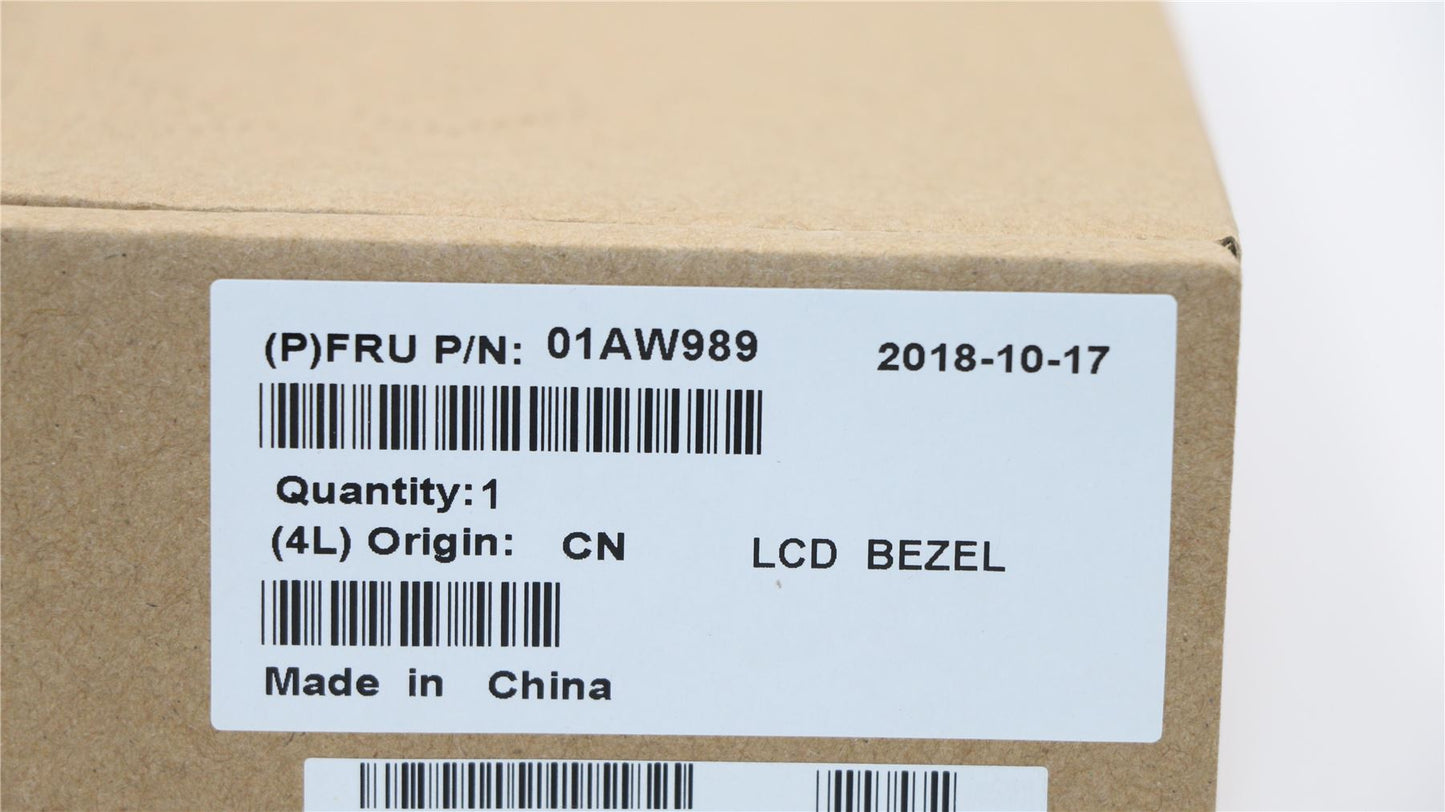 (P)FRU P/N: 01AW989 2018-10-17
Quantity:1
(4L) Origin: CN LCD BEZEL
Made in China